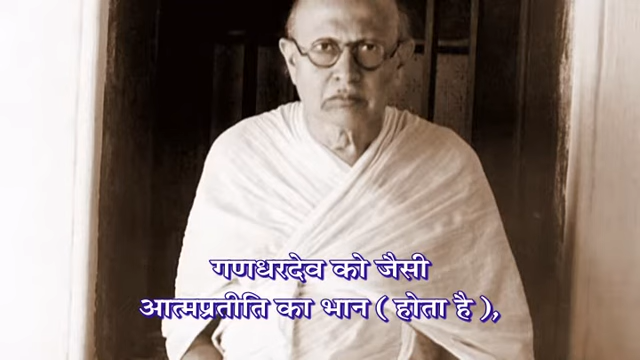 गणधरदेव को जैसी
आत्मप्रतीति का भान ( होता है ),